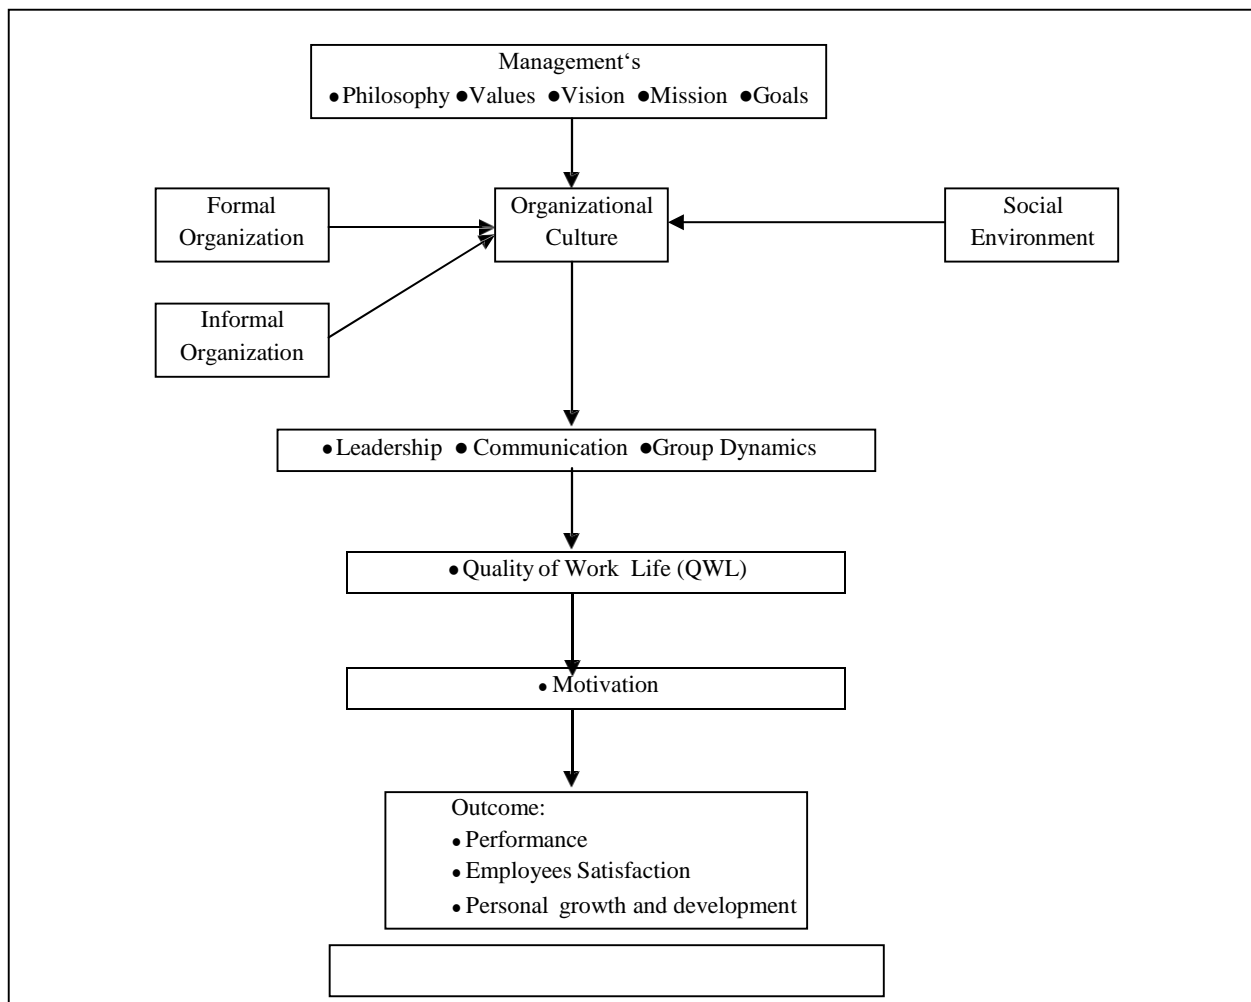 Management‘s
•Philosophy •Values •Vision •Mission •Goals
Formal
Organization
Organizational
Culture
Social
Environment
Informal
Organization
•Leadership • Communication •Group Dynamics
•Quality of Work Life (QWL)
• Motivation
Outcome:
•Performance
•Employees Satisfaction
•Personal growth and development